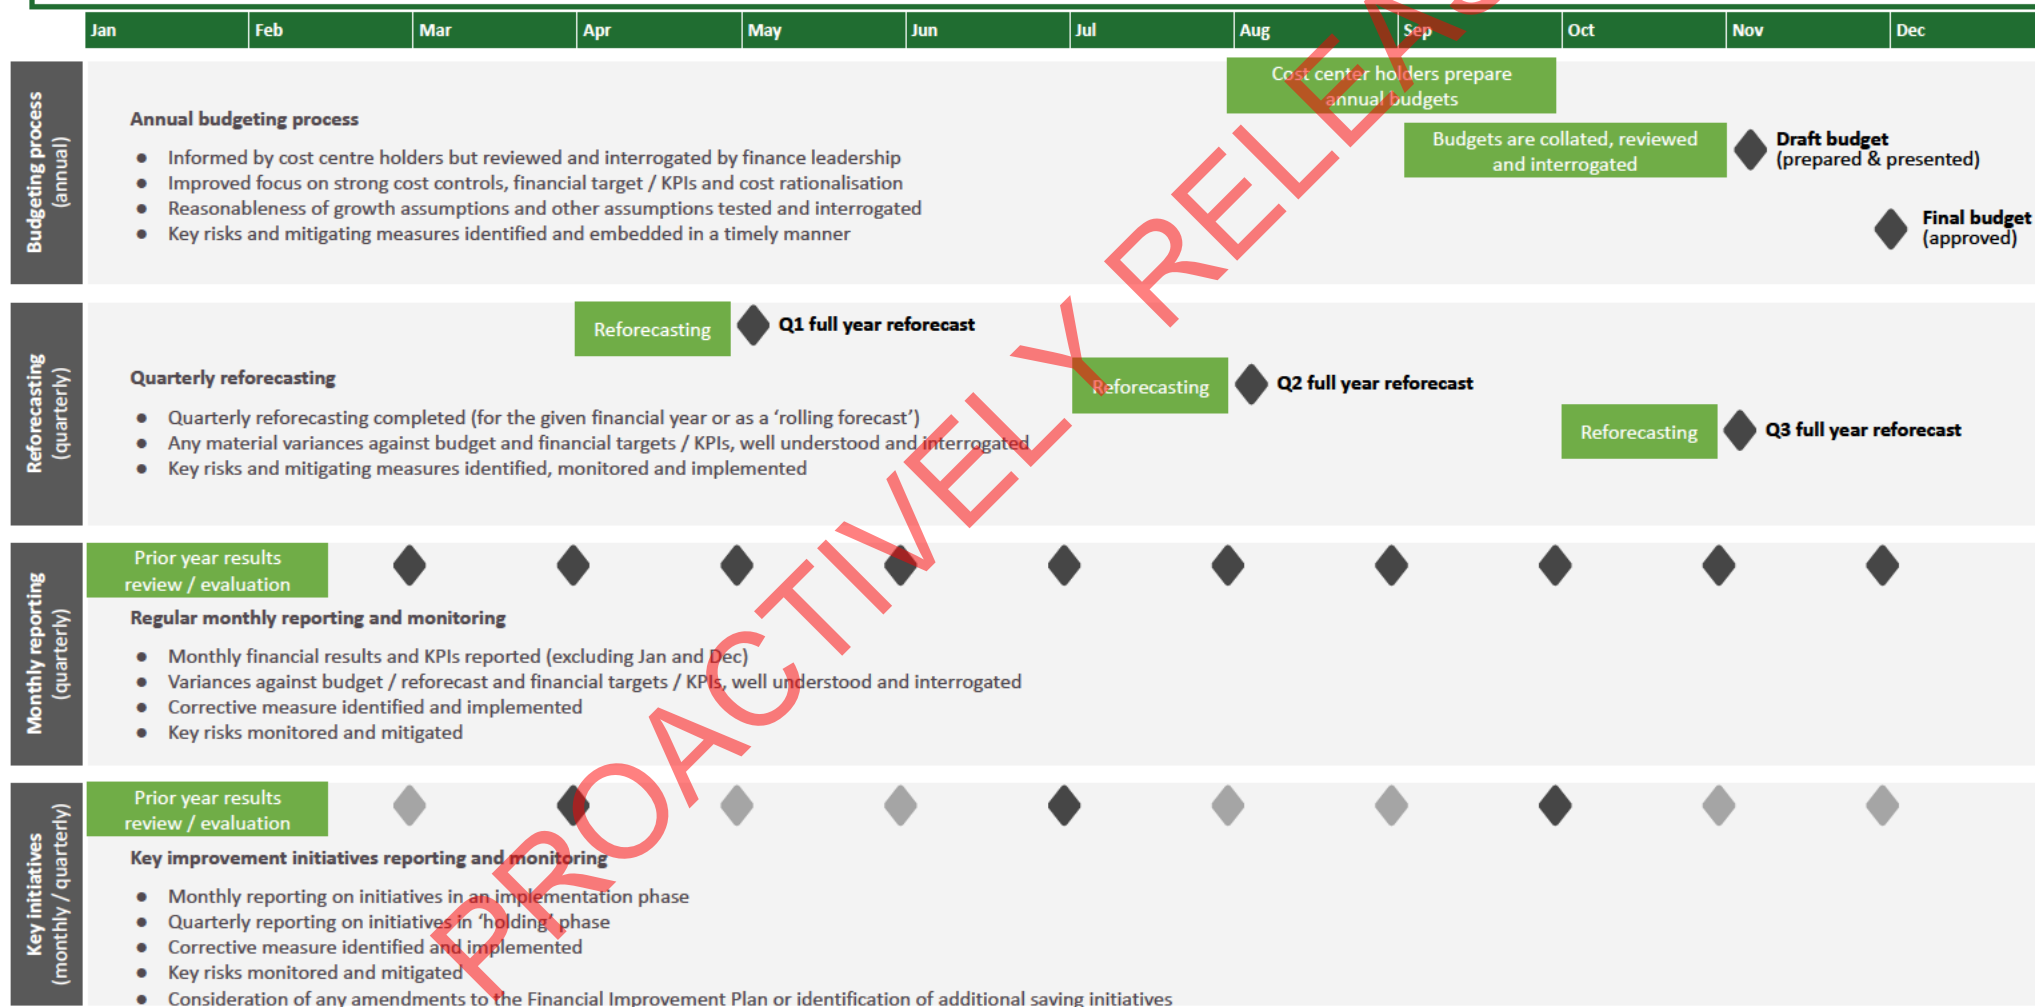 Jan Feb Mar Apr May Jun Jul Aug Sep Oct Nov Dec
Budgeting process
(annual)
Cost center holders prepare
annual budgets
Budgets are collated, reviewed
and interrogated
Draft budget
(prepared & presented)
Final budget
(approved)
Annual budgeting process
● Informed by cost centre holders but reviewed and interrogated by finance leadership
● Improved focus on strong cost controls, financial target / KPIs and cost rationalisation
● Reasonableness of growth assumptions and other assumptions tested and interrogated
● Key risks and mitigating measures identified and embedded in a timely manner
Reforecasting
(quarterly)
Reforecasting
Q1 full year reforecast
Reforecasting
Q2 full year reforecast
Reforecasting
Q3 full year reforecast
Quarterly reforecasting
● Quarterly reforecasting completed (for the given financial year or as a ‘rolling forecast’)
● Any material variances against budget and financial targets / KPIs, well understood and interrogated
● Key risks and mitigating measures identified, monitored and implemented
Monthly reporting
(quarterly)
Prior year results
review / evaluation
Regular monthly reporting and monitoring
● Monthly financial results and KPIs reported (excluding Jan and Dec)
● Variances against budget / reforecast and financial targets / KPIs, well understood and interrogated
● Corrective measure identified and implemented
● Key risks monitored and mitigated
Key initiatives
(monthly / quarterly)
Prior year results
review / evaluation
Key improvement initiatives reporting and monitoring
● Monthly reporting on initiatives in an implementation phase
● Quarterly reporting on initiatives in ‘holding’ phase
● Corrective measure identified and implemented
● Key risks monitored and mitigated
● Consideration of any amendments to the Financial Improvement Plan or identification of additional saving initiatives
PROACTIVELY RELEAS